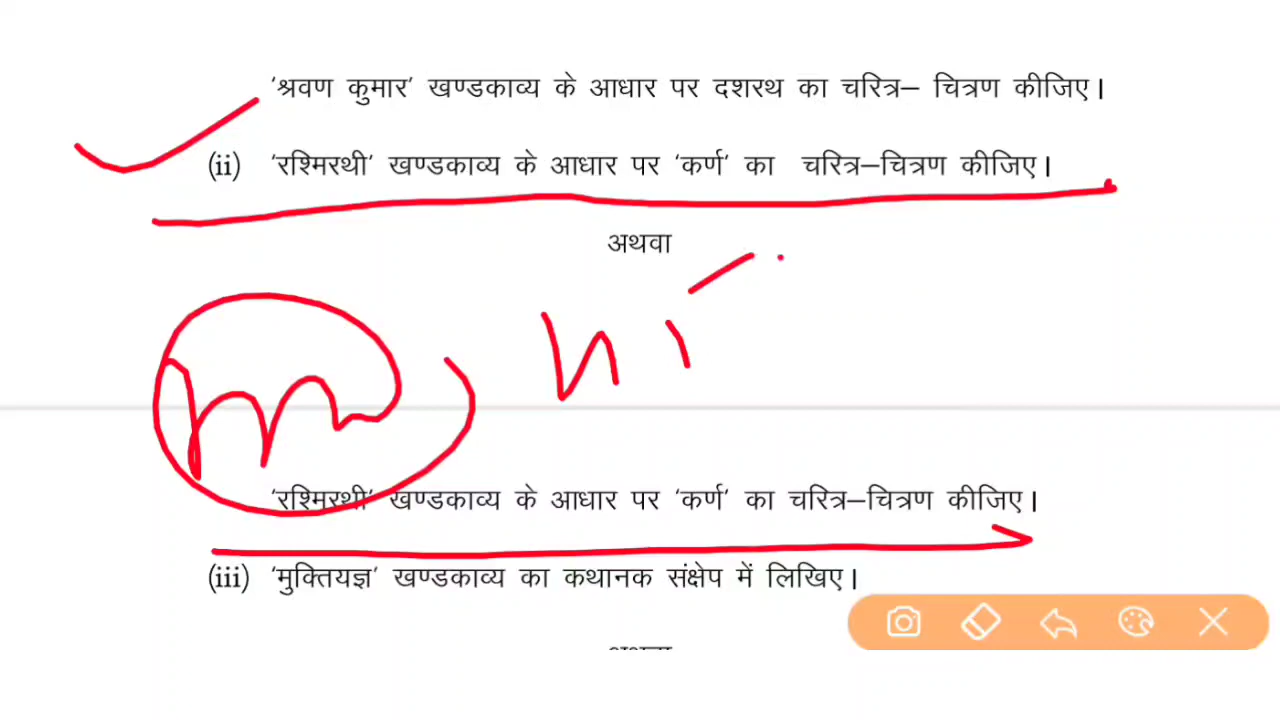 'श्रवण कुमार' खण्डकाव्य के आधार पर दशरथ का चरित्र– चित्रण कीजिए।
(ii) 'रश्मिरथी' खण्डकाव्य के आधार पर 'कर्ण' का चरित्र–चित्रण कीजिए।
अथवा
'रश्मिरथी' खण्डकाव्य के आधार पर 'कर्ण' का चरित्र–चित्रण कीजिए।
(iii) 'मुक्तियज्ञ' खण्डकाव्य का कथानक संक्षेप में लिखिए।